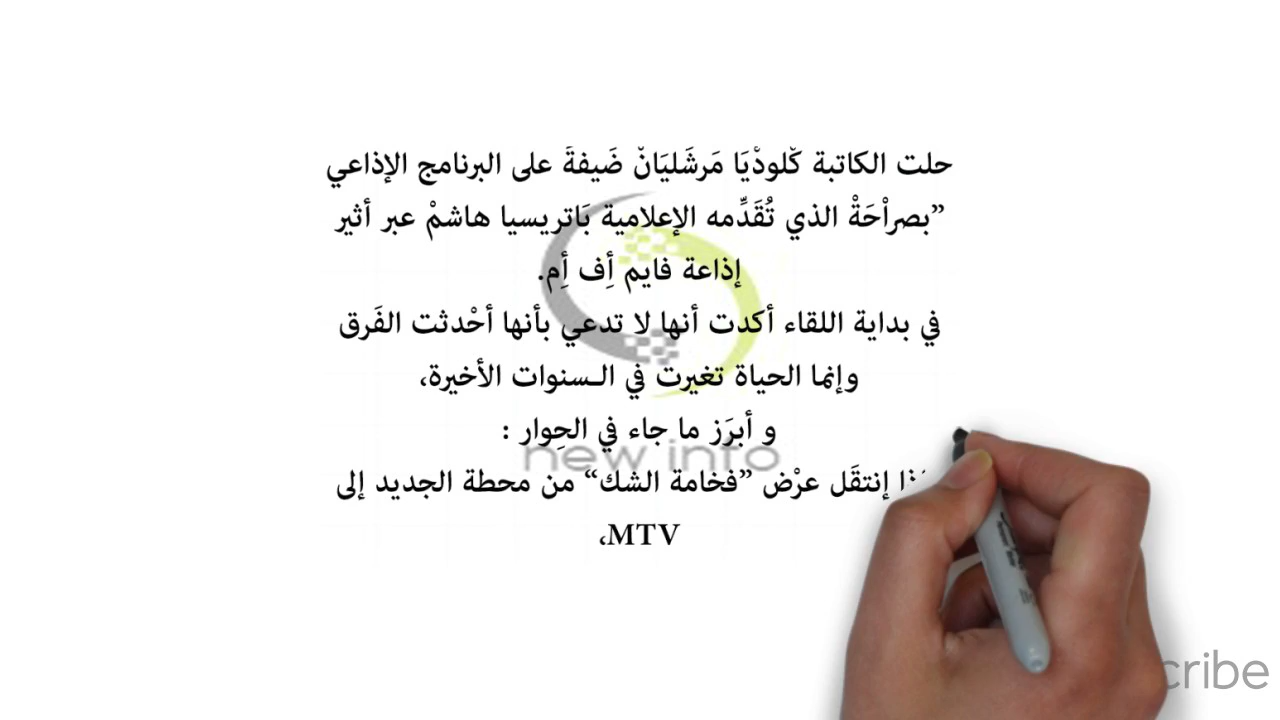 حلت الكاتبة كْلودْيَا مَرشَليَانْ ضَيفةَ على البرنامج الإذاعي
”بصراْحَةْ الذي تُقَدِّمه الإعلامية بَاتريسيا هاشمْ عبر أثير
إذاعة فايم أِف أِم.
في بداية اللقاء أكدت أنها لا تدعي بأنها أحْدثت الفَرق
وإنما الحياة تغيرت في الـسنوات الأخيرة،
و أبرَز ما جاء في الحِوار :
إنتقَل عرْض ”فخامة الشك“ من محطة الجديد إلى
MTV،
new info
cribe